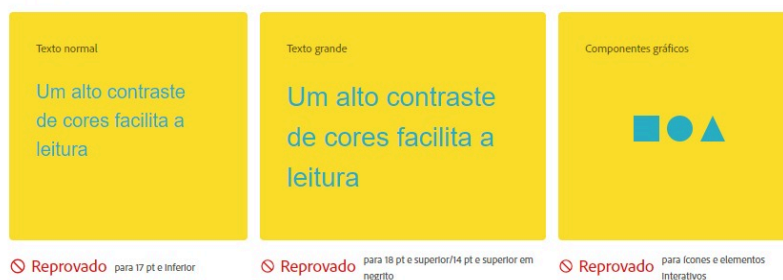 Texto normal
Um alto contraste
de cores facilita a
leitura
Reprovado para 17 pt e inferior
Texto grande
Um alto contraste
de cores facilita a
leitura
Reprovado para 18 pt e superior/14 pt e superior em
negrito
Componentes gráficos
Reprovado para ícones e elementos
interativos